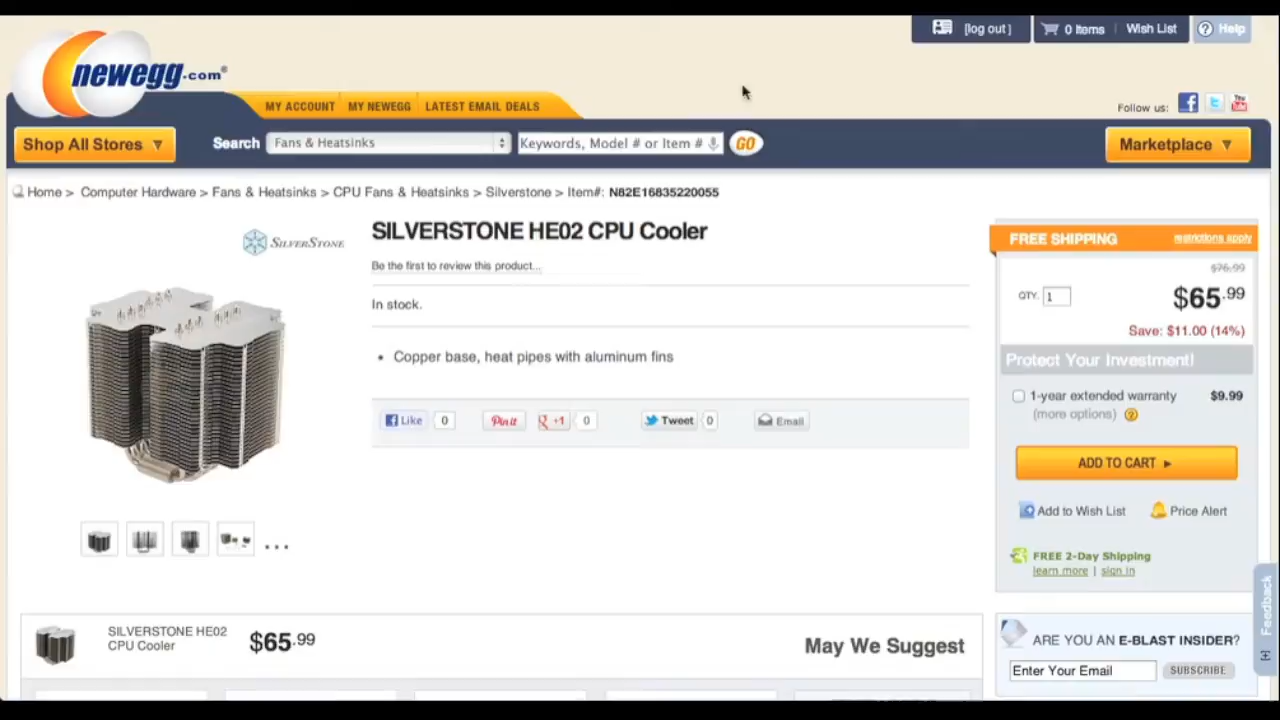 [log out]
0 Items
Wish List
Help
newegg.com®
MY ACCOUNT
MY NEWEGG
LATEST EMAIL DEALS
Follow us:
Shop All Stores ▼
Search
Fans & Heatsinks
Keywords, Model # or Item #
GO
Marketplace ▼
Home > Computer Hardware > Fans & Heatsinks > CPU Fans & Heatsinks > Silverstone > Item#: N82E16835220055
SILVERSTONE
SILVERSTONE HE02 CPU Cooler
Be the first to review this product...
In stock.
• Copper base, heat pipes with aluminum fins
Like 0
Pin it
+1 0
Tweet 0
Email
...
FREE SHIPPING
restrictions apply
$76.99
QTY. 1
$65.99
Save: $11.00 (14%)
Protect Your Investment!
1-year extended warranty $9.99
(more options) ?
ADD TO CART ►
Add to Wish List
Price Alert
FREE 2-Day Shipping
learn more | sign in
Feedback
SILVERSTONE HE02
CPU Cooler
$65.99
May We Suggest
ARE YOU AN E-BLAST INSIDER?
Enter Your Email
SUBSCRIBE